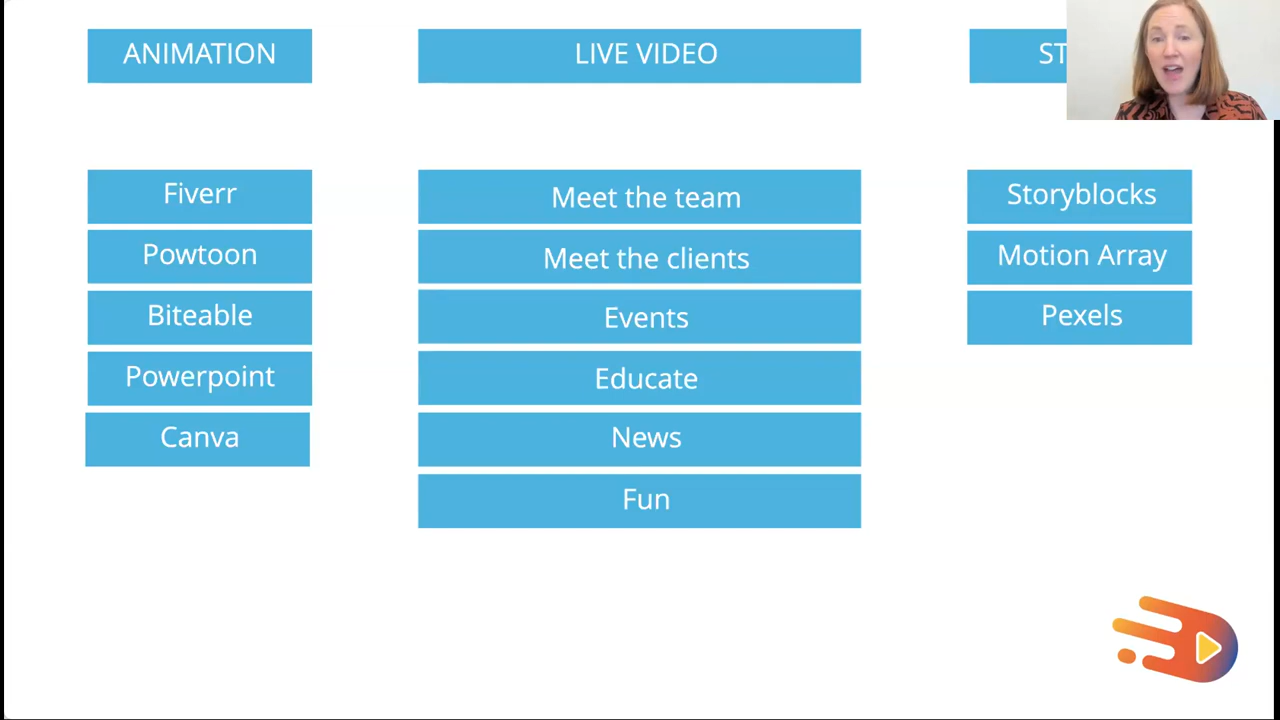 ANIMATION
LIVE VIDEO
Fiverr
Powtoon
Biteable
Powerpoint
Canva
Meet the team
Meet the clients
Events
Educate
News
Fun
Storyblocks
Motion Array
Pexels